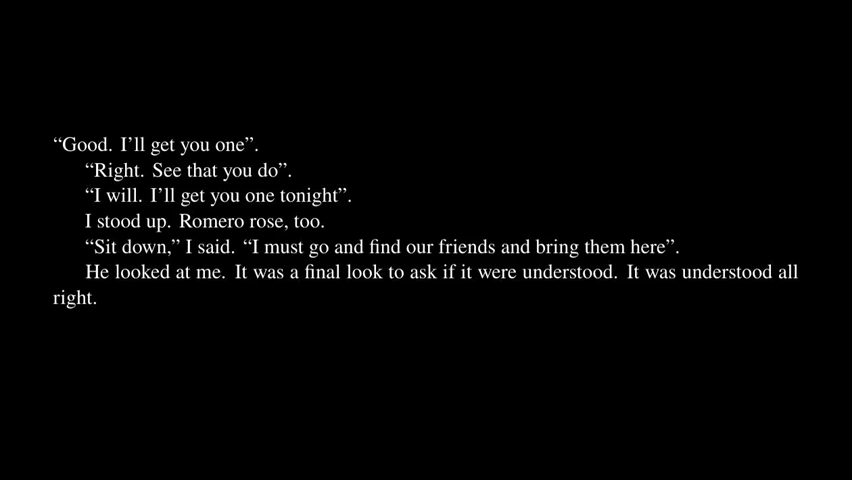 “Good. I’ll get you one”.
“Right. See that you do”.
“I will. I’ll get you one tonight”.
I stood up. Romero rose, too.
“Sit down,” I said. “I must go and find our friends and bring them here”.
He looked at me. It was a final look to ask if it were understood. It was understood all
right.